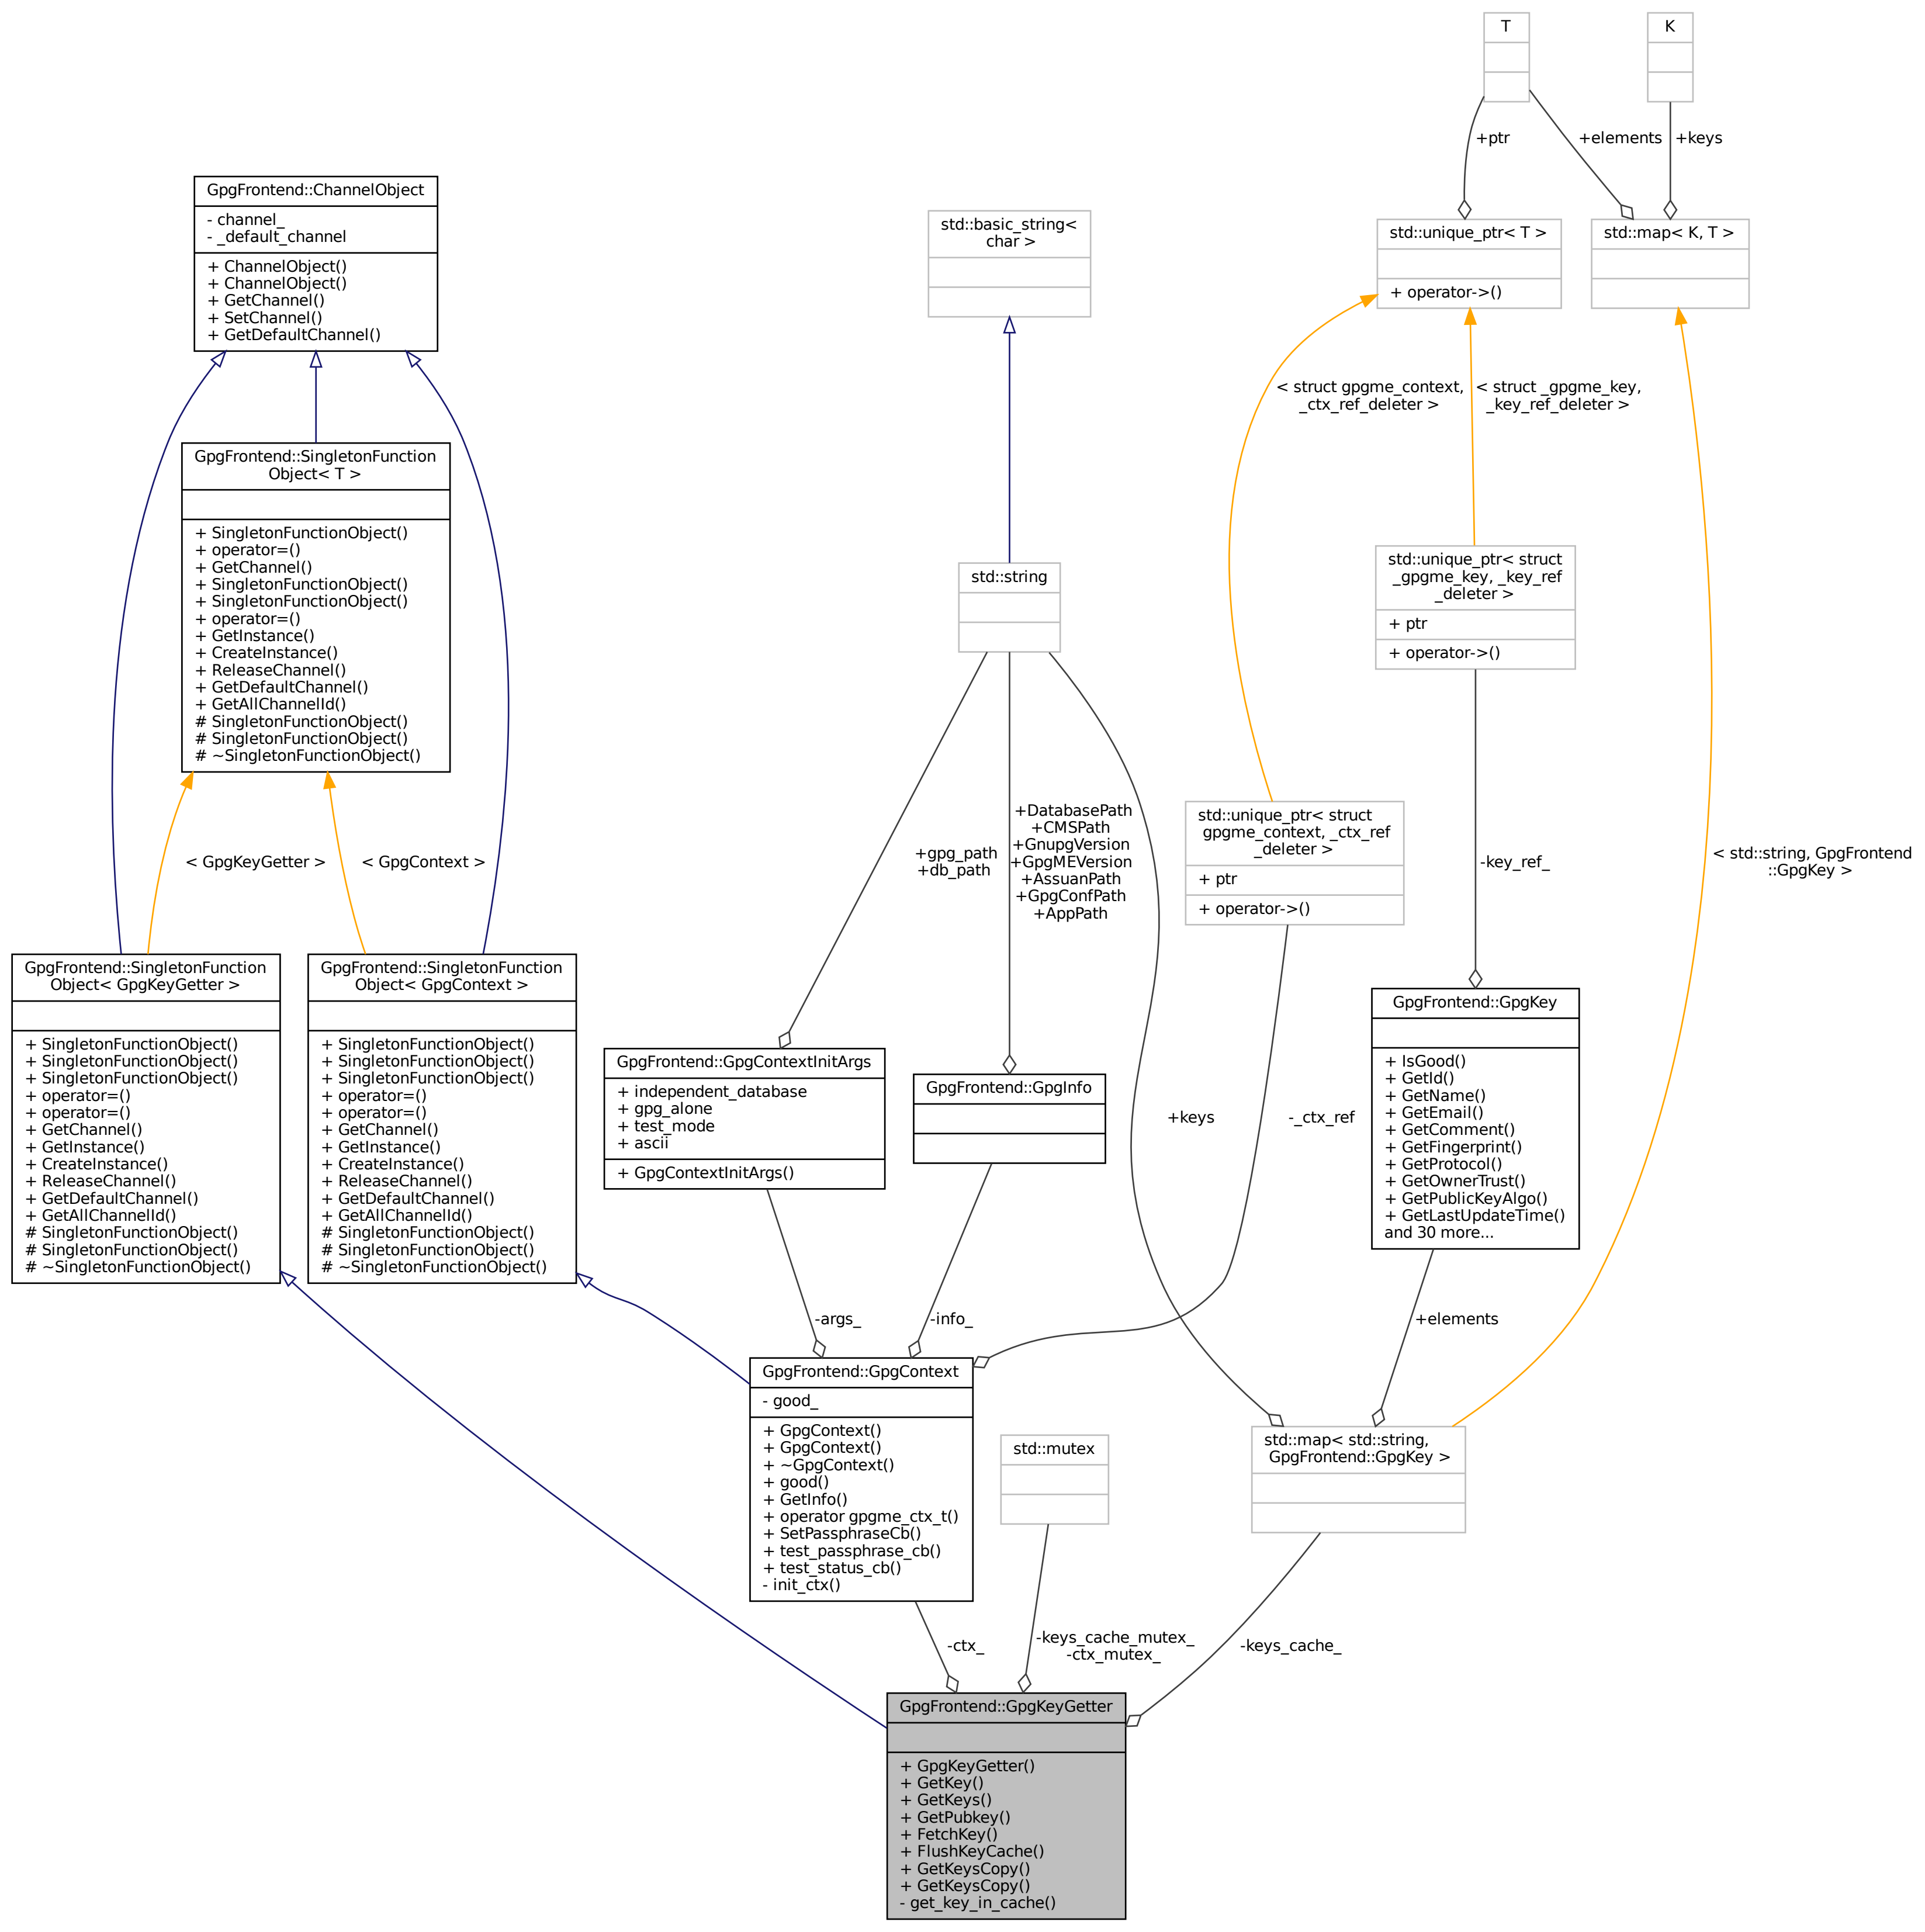 T
K
+ptr
+elements
+keys
GpgFrontend::ChannelObject
- channel_
- _default_channel
+ ChannelObject()
+ ChannelObject()
+ GetChannel()
+ SetChannel()
+ GetDefaultChannel()
std::basic_string<
char >
std::unique_ptr< T >
+ operator->()
std::map< K, T >
< struct gpgme_context,
_ctx_ref_deleter >
< struct _gpgme_key,
_key_ref_deleter >
GpgFrontend::SingletonFunction
Object< T >
+ SingletonFunctionObject()
+ operator=()
+ GetChannel()
+ SingletonFunctionObject()
+ SingletonFunctionObject()
+ operator=()
+ GetInstance()
+ CreateInstance()
+ ReleaseChannel()
+ GetDefaultChannel()
+ GetAllChannelId()
# SingletonFunctionObject()
# SingletonFunctionObject()
# ~SingletonFunctionObject()
std::string
std::unique_ptr< struct
_gpgme_key, _key_ref
_deleter >
+ ptr
+ operator->()
< GpgKeyGetter >
< GpgContext >
+gpg_path
+db_path
+DatabasePath
+CMSPath
+GnupgVersion
+GpgMEVersion
+AssuanPath
+GpgConfPath
+AppPath
std::unique_ptr< struct
gpgme_context, _ctx_ref
_deleter >
+ ptr
+ operator->()
-key_ref_
< std::string, GpgFrontend
::GpgKey >
GpgFrontend::SingletonFunction
Object< GpgKeyGetter >
+ SingletonFunctionObject()
+ SingletonFunctionObject()
+ SingletonFunctionObject()
+ operator=()
+ operator=()
+ GetChannel()
+ GetInstance()
+ CreateInstance()
+ ReleaseChannel()
+ GetDefaultChannel()
+ GetAllChannelId()
# SingletonFunctionObject()
# SingletonFunctionObject()
# ~SingletonFunctionObject()
GpgFrontend::SingletonFunction
Object< GpgContext >
+ SingletonFunctionObject()
+ SingletonFunctionObject()
+ SingletonFunctionObject()
+ operator=()
+ operator=()
+ GetChannel()
+ GetInstance()
+ CreateInstance()
+ ReleaseChannel()
+ GetDefaultChannel()
+ GetAllChannelId()
# SingletonFunctionObject()
# SingletonFunctionObject()
# ~SingletonFunctionObject()
GpgFrontend::GpgContextInitArgs
+ independent_database
+ gpg_alone
+ test_mode
+ ascii
+ GpgContextInitArgs()
GpgFrontend::GpgInfo
+keys
-_ctx_ref
GpgFrontend::GpgKey
+ IsGood()
+ GetId()
+ GetName()
+ GetEmail()
+ GetComment()
+ GetFingerprint()
+ GetProtocol()
+ GetOwnerTrust()
+ GetPublicKeyAlgo()
+ GetLastUpdateTime()
and 30 more...
-args_
-info_
+elements
GpgFrontend::GpgContext
- good_
+ GpgContext()
+ GpgContext()
+ ~GpgContext()
+ good()
+ GetInfo()
+ operator gpgme_ctx_t()
+ SetPassphraseCb()
+ test_passphrase_cb()
+ test_status_cb()
- init_ctx()
std::mutex
std::map< std::string,
GpgFrontend::GpgKey >
-ctx_
-keys_cache_mutex_
-ctx_mutex_
-keys_cache_
GpgFrontend::GpgKeyGetter
+ GpgKeyGetter()
+ GetKey()
+ GetKeys()
+ GetPubkey()
+ FetchKey()
+ FlushKeyCache()
+ GetKeysCopy()
+ GetKeysCopy()
- get_key_in_cache()